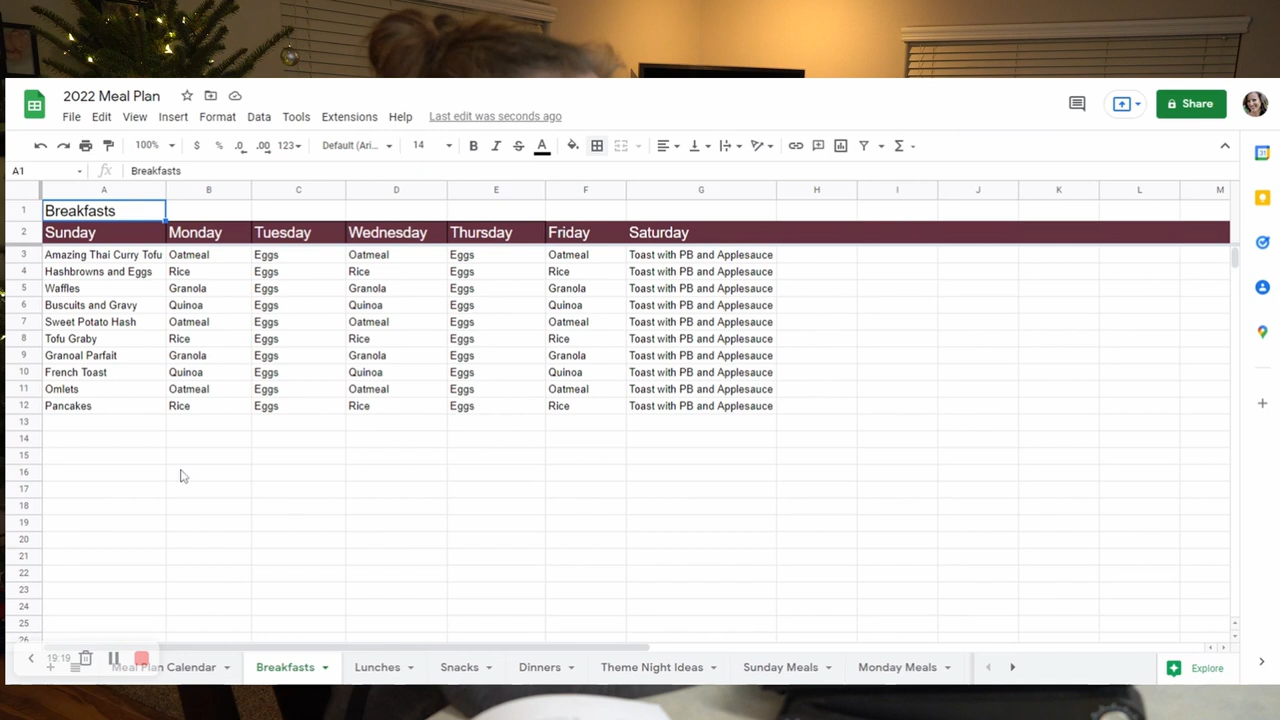 2022 Meal Plan
File Edit View Insert Format Data Tools Extensions Help Last edit was seconds ago
Share
100% $ % .0 .00 123 Default (Ari... 14 B I S A
A1 fx Breakfasts
A B C D E F G H I J K L M
1 Breakfasts
2 Sunday Monday Tuesday Wednesday Thursday Friday Saturday
3 Amazing Thai Curry Tofu Oatmeal Eggs Oatmeal Eggs Oatmeal Toast with PB and Applesauce
4 Hashbrowns and Eggs Rice Eggs Rice Eggs Rice Toast with PB and Applesauce
5 Waffles Granola Eggs Granola Eggs Granola Toast with PB and Applesauce
6 Buscuits and Gravy Quinoa Eggs Quinoa Eggs Quinoa Toast with PB and Applesauce
7 Sweet Potato Hash Oatmeal Eggs Oatmeal Eggs Oatmeal Toast with PB and Applesauce
8 Tofu Graby Rice Eggs Rice Eggs Rice Toast with PB and Applesauce
9 Granoal Parfait Granola Eggs Granola Eggs Granola Toast with PB and Applesauce
10 French Toast Quinoa Eggs Quinoa Eggs Quinoa Toast with PB and Applesauce
11 Omlets Oatmeal Eggs Oatmeal Eggs Oatmeal Toast with PB and Applesauce
12 Pancakes Rice Eggs Rice Eggs Rice Toast with PB and Applesauce
13
14
15
16
17
18
19
20
21
22
23
24
25
26
19:19 Meal Plan Calendar Breakfasts Lunches Snacks Dinners Theme Night Ideas Sunday Meals Monday Meals Explore